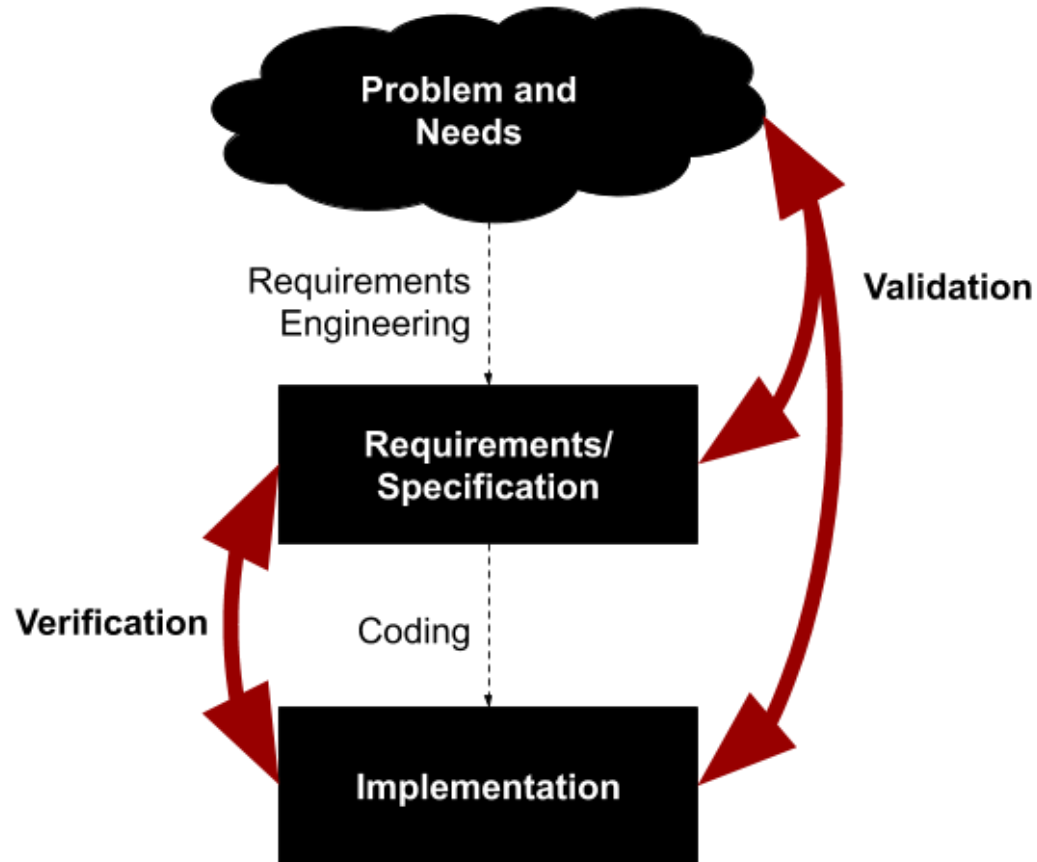 Problem and
Needs
Requirements
Engineering
Validation
Requirements/
Specification
Verification
Coding
Implementation